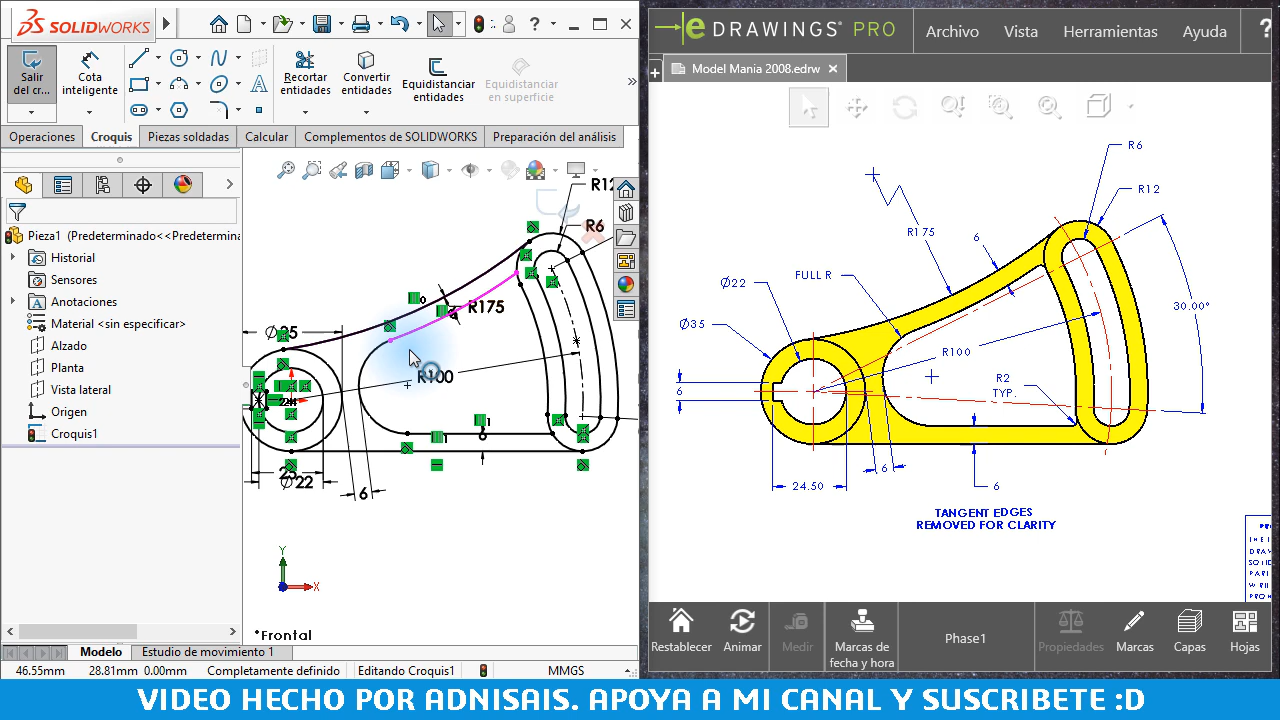 SOLIDWORKS
?
Salir
del cr...
Cota
inteligente
Recortar
entidades
Convertir
entidades
Equidistanciar
entidades
Equidistanciar
en superficie
Operaciones
Croquis
Piezas soldadas
Calcular
Complementos de SOLIDWORKS
Preparación del análisis
Pieza1 (Predeterminado<<Predetermina
Historial
Sensores
Anotaciones
Material <sin especificar>
Alzado
Planta
Vista lateral
Origen
Croquis1
R12
R6
R175
R100
Ø35
Ø22
6
Y
X
*Frontal
Modelo
Estudio de movimiento 1
46.55mm 28.81mm 0.00mm Completamente definido Editando Croquis1 MMGS
eDRAWINGS® PRO
Archivo Vista Herramientas Ayuda ?
Model Mania 2008.edrw
R6
R12
R175
6
FULL R
Ø22
30.00°
Ø35
R100
R2
TYP.
6
6
24.50
6
TANGENT EDGES
REMOVED FOR CLARITY
Restablecer
Animar
Medir
Marcas de
fecha y hora
Phase1
Propiedades
Marcas
Capas
Hojas
VIDEO HECHO POR ADNISAIS. APOYA A MI CANAL Y SUSCRIBETE :D